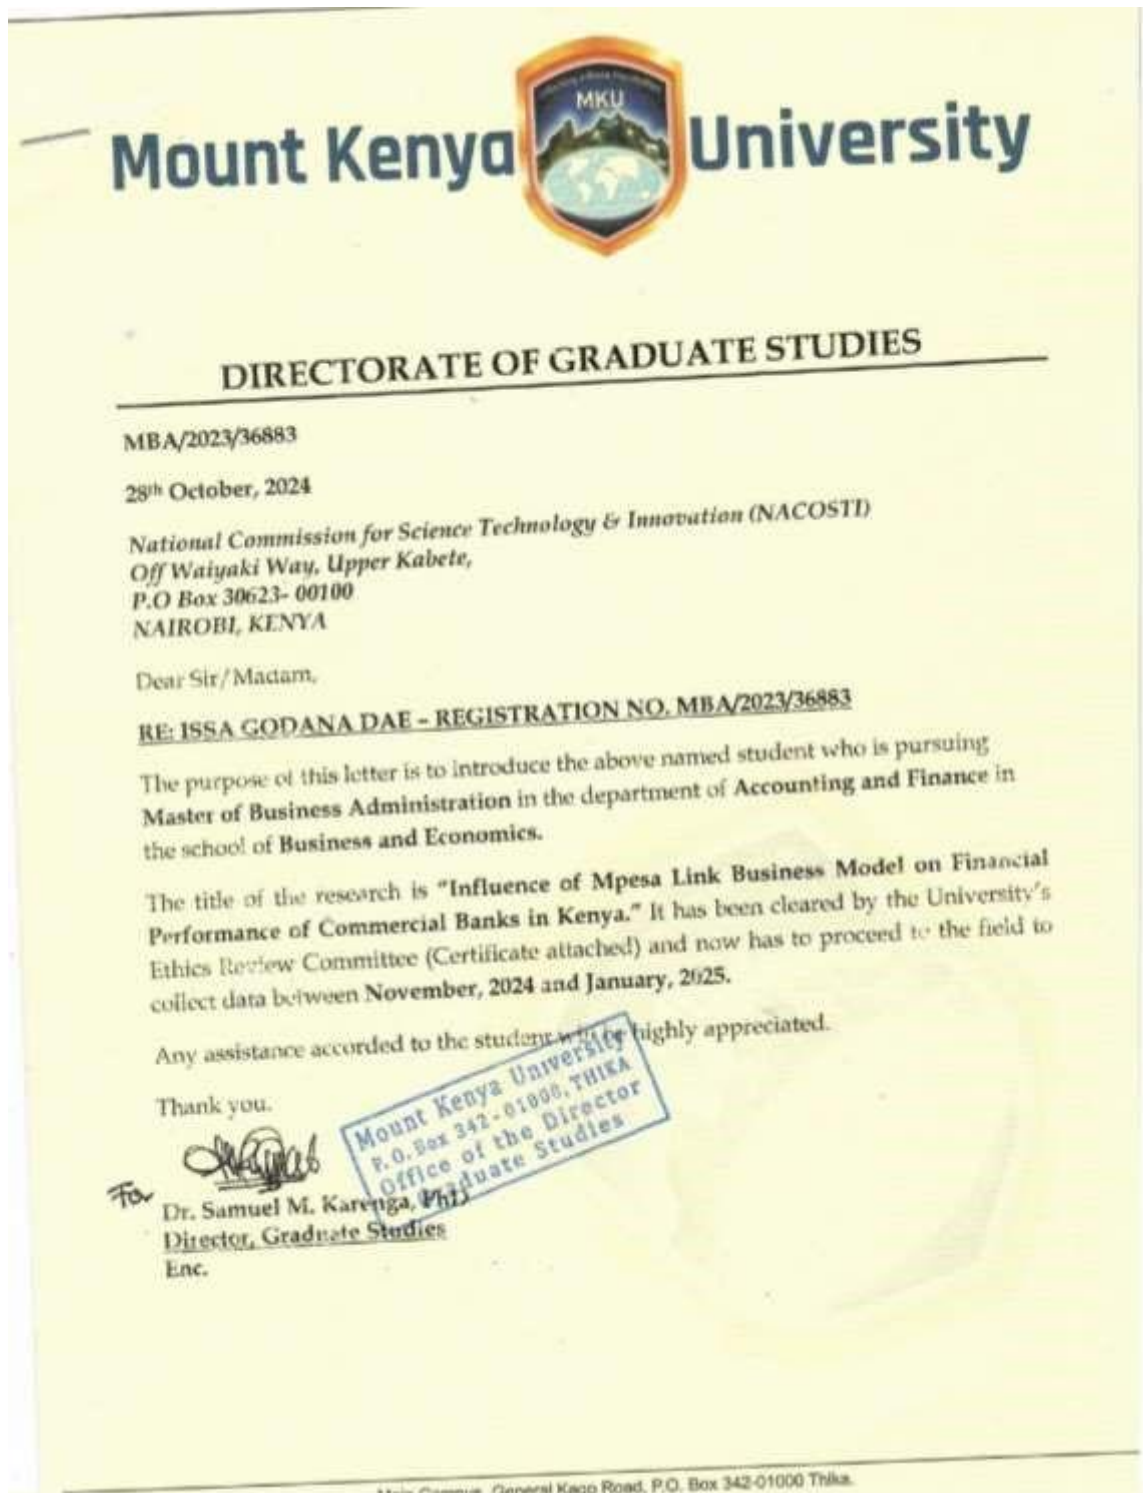 Mount Kenya University
MKU
DIRECTORATE OF GRADUATE STUDIES
MBA/2023/36883
28th October, 2024
National Commission for Science Technology & Innovation (NACOSTI)
Off Waiyaki Way, Upper Kabete,
P.O Box 30623- 00100
NAIROBI, KENYA
Dear Sir/Madam,
RE: ISSA GODANA DAE – REGISTRATION NO. MBA/2023/36883
The purpose of this letter is to introduce the above named student who is pursuing
Master of Business Administration in the department of Accounting and Finance in
the school of Business and Economics.
The title of the research is “Influence of Mpesa Link Business Model on Financial
Performance of Commercial Banks in Kenya.” It has been cleared by the University’s
Ethics Review Committee (Certificate attached) and now has to proceed to the field to
collect data between November, 2024 and January, 2025.
Any assistance accorded to the student will be highly appreciated.
Thank you.
Mount Kenya University
P.O. Box 342-01000, THIKA
Office of the Director
Graduate Studies
For
Dr. Samuel M. Karenga, PhD
Director, Graduate Studies
Enc.
Main Campus, General Kago Road, P.O. Box 342-01000 Thika.